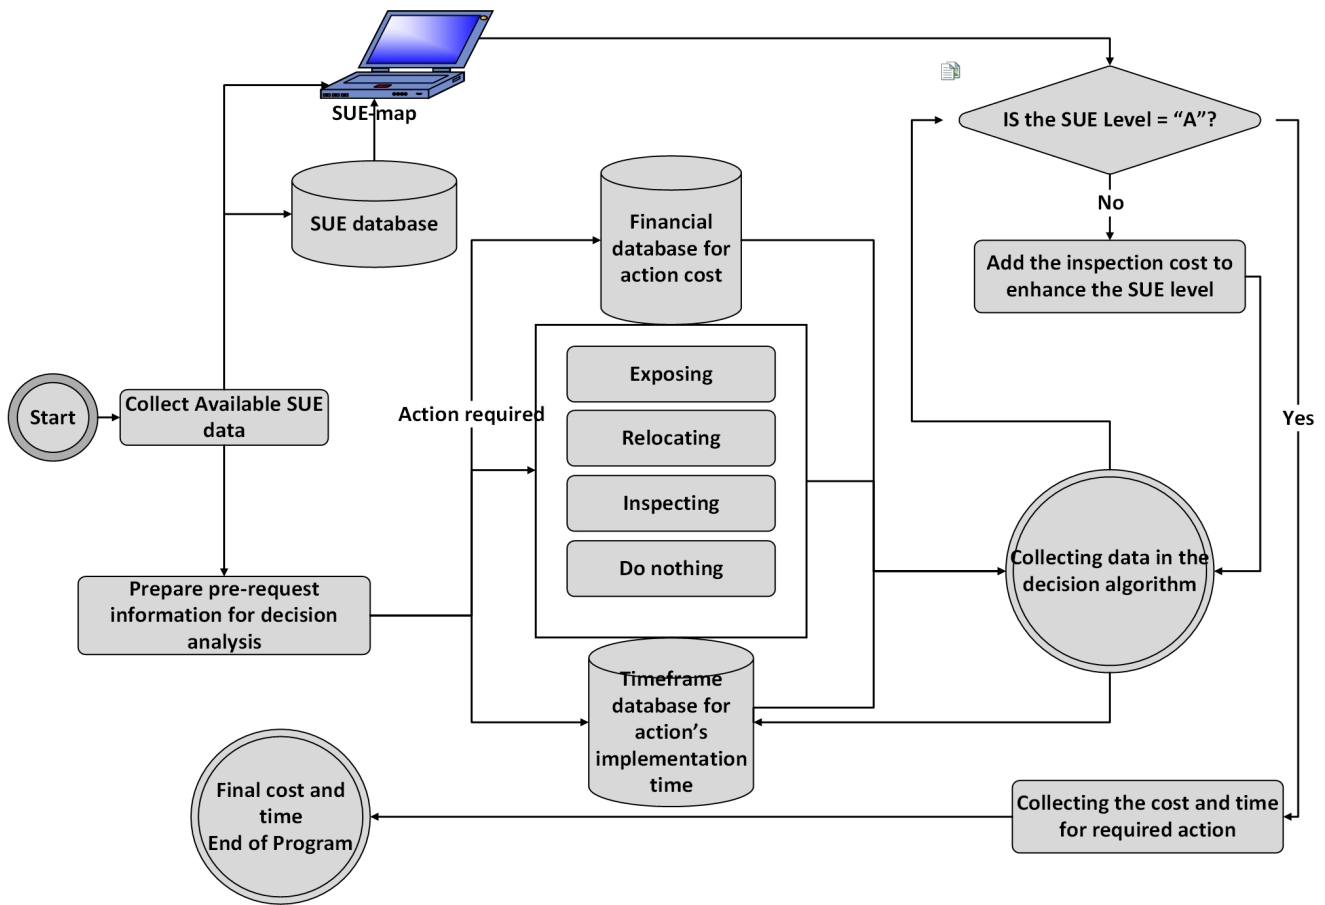 SUE-map
IS the SUE Level = “A”?
No
SUE database
Financial
database for
action cost
Add the inspection cost to
enhance the SUE level
Start
Collect Available SUE
data
Action required
Exposing
Relocating
Inspecting
Do nothing
Yes
Collecting data in the
decision algorithm
Prepare pre-request
information for decision
analysis
Timeframe
database for
action’s
implementation
time
Final cost and
time
End of Program
Collecting the cost and time
for required action